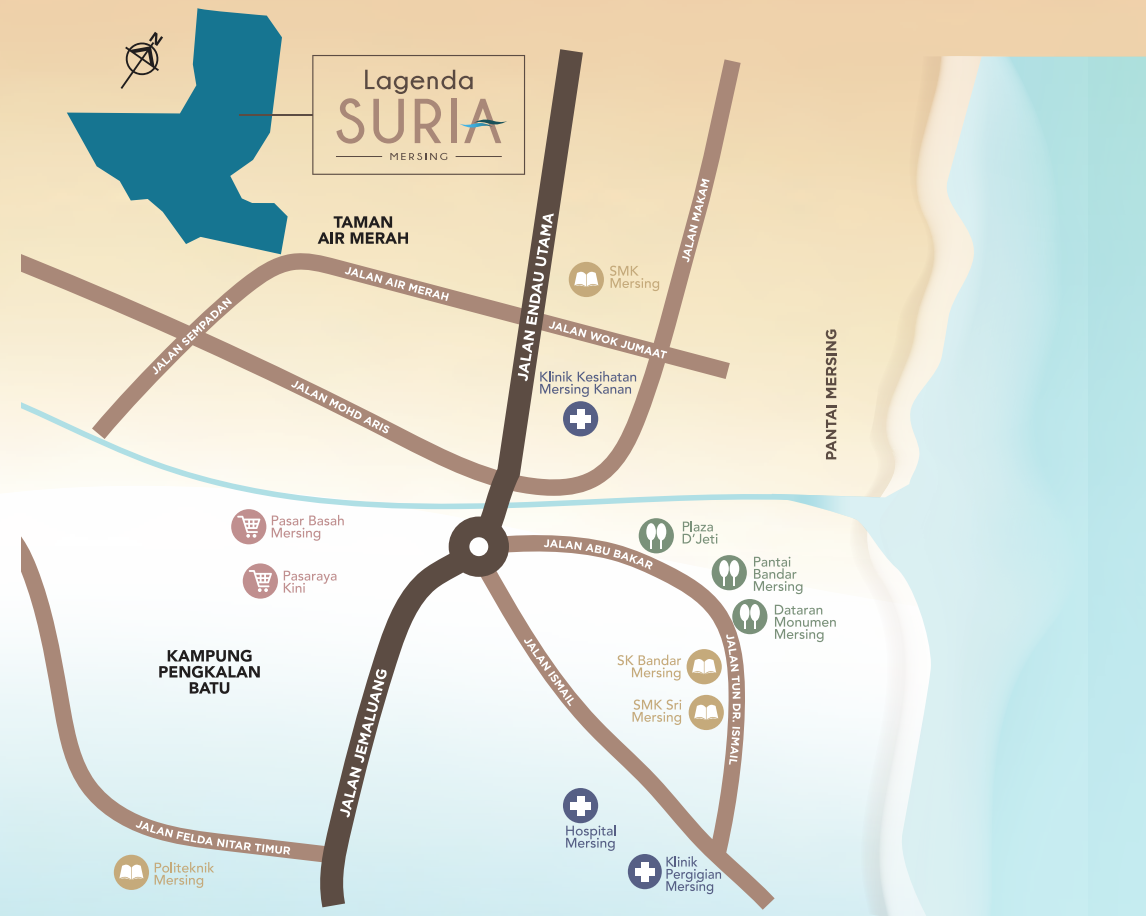 N
Lagenda
SURIA
MERSING
TAMAN
AIR MERAH
JALAN ENDAU UTAMA
JALAN MAKAM
SMK
Mersing
JALAN AIR MERAH
JALAN SEMPADAN
JALAN WOK JUMAAT
PANTAI MERSING
Klinik Kesihatan
Mersing Kanan
JALAN MOHD ARIS
Pasar Basah
Mersing
Pasaraya
Kini
JALAN ABU BAKAR
Plaza
D'Jeti
Pantai
Bandar
Mersing
Dataran
Monumen
Mersing
KAMPUNG
PENGKALAN
BATU
JALAN ISMAIL
SK Bandar
Mersing
SMK Sri
Mersing
JALAN TUN DR. ISMAIL
JALAN JEMALUANG
JALAN FELDA NITAR TIMUR
Politeknik
Mersing
Hospital
Mersing
Klinik
Pergigian
Mersing